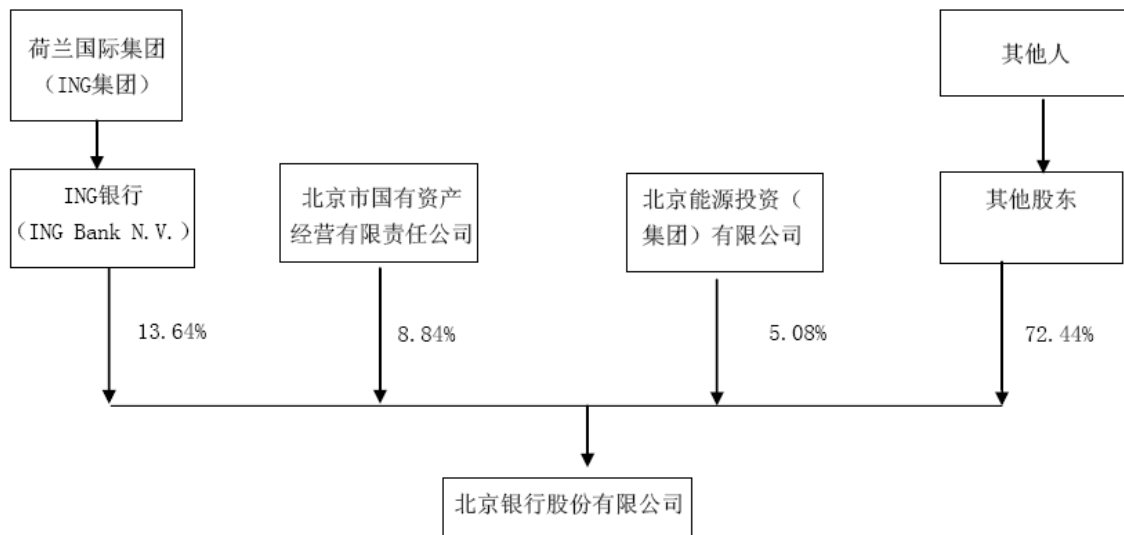 荷兰国际集团
（ING集团）
其他人
ING银行
（ING Bank N.V.）
北京市国有资产
经营有限责任公司
北京能源投资（
集团）有限公司
其他股东
13.64%
8.84%
5.08%
72.44%
北京银行股份有限公司